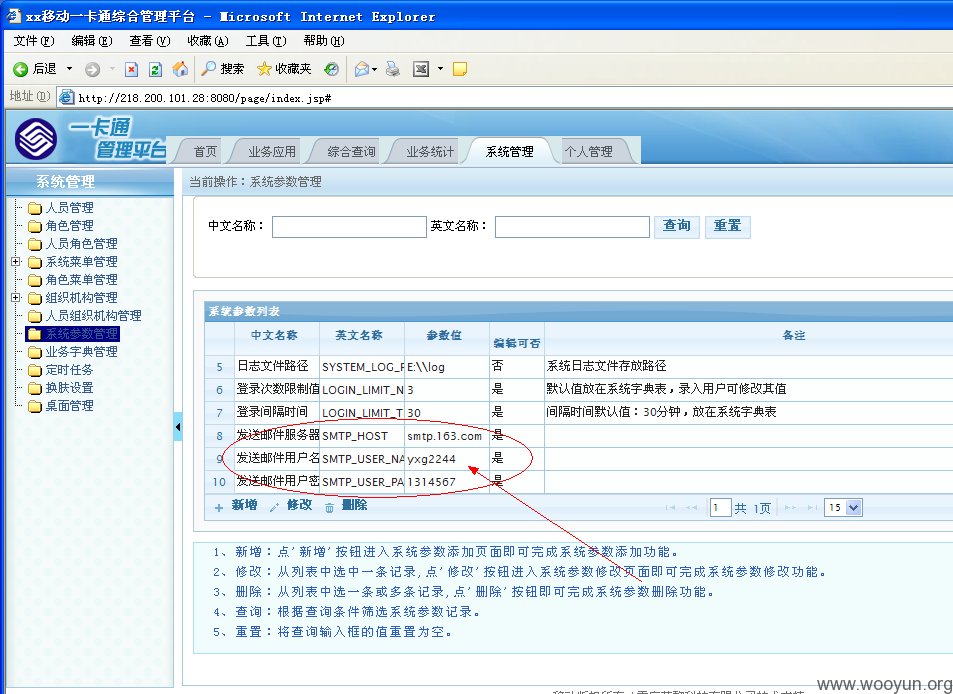 xx移动一卡通综合管理平台 - Microsoft Internet Explorer
文件(F) 编辑(E) 查看(V) 收藏(A) 工具(T) 帮助(H)
后退 搜索 收藏夹
地址(D) http://218.200.101.28:8080/page/index.jsp#
一卡通
管理平台
首页 业务应用 综合查询 业务统计 系统管理 个人管理
系统管理
当前操作：系统参数管理
人员管理
角色管理
人员角色管理
系统菜单管理
角色菜单管理
组织机构管理
人员组织机构管理
系统参数管理
业务字典管理
定时任务
换肤设置
桌面管理
中文名称： 英文名称： 查询 重置
系统参数列表
中文名称 英文名称 参数值 编辑可否 备注
5 日志文件路径 SYSTEM_LOG_F E:\\log 否 系统日志文件存放路径
6 登录次数限制值 LOGIN_LIMIT_N 3 是 默认值放在系统字典表，录入用户可修改其值
7 登录间隔时间 LOGIN_LIMIT_T 30 是 间隔时间默认值：30分钟，放在系统字典表
8 发送邮件服务器 SMTP_HOST smtp.163.com 是
9 发送邮件用户名 SMTP_USER_NA yxg2244 是
10 发送邮件用户密 SMTP_USER_PA 1314567 是
新增 修改 删除 1 共 1页 15
1、新增：点'新增'按钮进入系统参数添加页面即可完成系统参数添加功能。
2、修改：从列表中选中一条记录,点'修改'按钮进入系统参数修改页面即可完成系统参数修改功能。
3、删除：从列表中选一条或多条记录,点'删除'按钮即可完成系统参数删除功能。
4、查询：根据查询条件筛选系统参数记录。
5、重置：将查询输入框的值重置为空。
www.wooyun.org